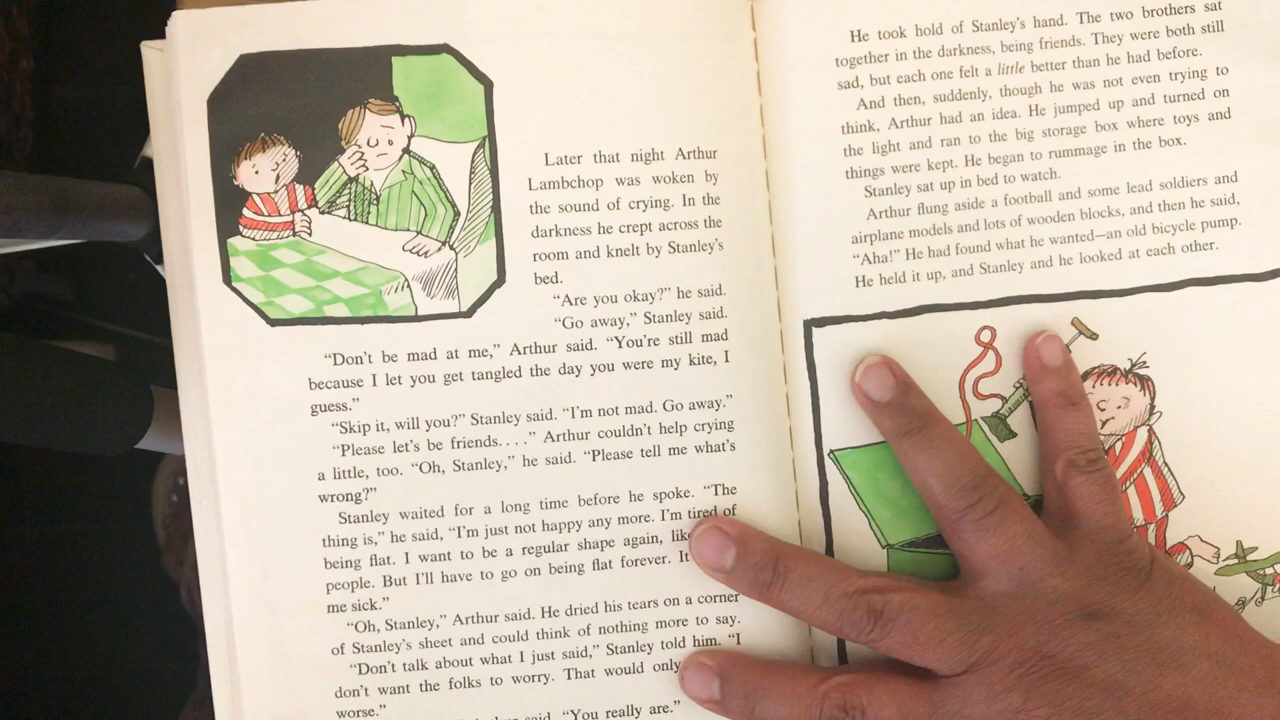 Later that night Arthur
Lambchop was woken by
the sound of crying. In the
darkness he crept across the
room and knelt by Stanley's
bed.
“Are you okay?” he said.
“Go away,” Stanley said.
“Don't be mad at me,” Arthur said. “You're still mad
because I let you get tangled the day you were my kite, I
guess.”
“Skip it, will you?” Stanley said. “I'm not mad. Go away.”
“Please let's be friends. . . .” Arthur couldn't help crying
a little, too. “Oh, Stanley,” he said. “Please tell me what's
wrong?”
Stanley waited for a long time before he spoke. “The
thing is,” he said, “I'm just not happy any more. I'm tired of
being flat. I want to be a regular shape again, like
people. But I'll have to go on being flat forever. It
me sick.”
“Oh, Stanley,” Arthur said. He dried his tears on a corner
of Stanley's sheet and could think of nothing more to say.
“Don't talk about what I just said,” Stanley told him. “I
don't want the folks to worry. That would only
worse.”
said. “You really are.”
He took hold of Stanley's hand. The two brothers sat
together in the darkness, being friends. They were both still
sad, but each one felt a little better than he had before.
And then, suddenly, though he was not even trying to
think, Arthur had an idea. He jumped up and turned on
the light and ran to the big storage box where toys and
things were kept. He began to rummage in the box.
Stanley sat up in bed to watch.
Arthur flung aside a football and some lead soldiers and
airplane models and lots of wooden blocks, and then he said,
“Aha!” He had found what he wanted—an old bicycle pump.
He held it up, and Stanley and he looked at each other.